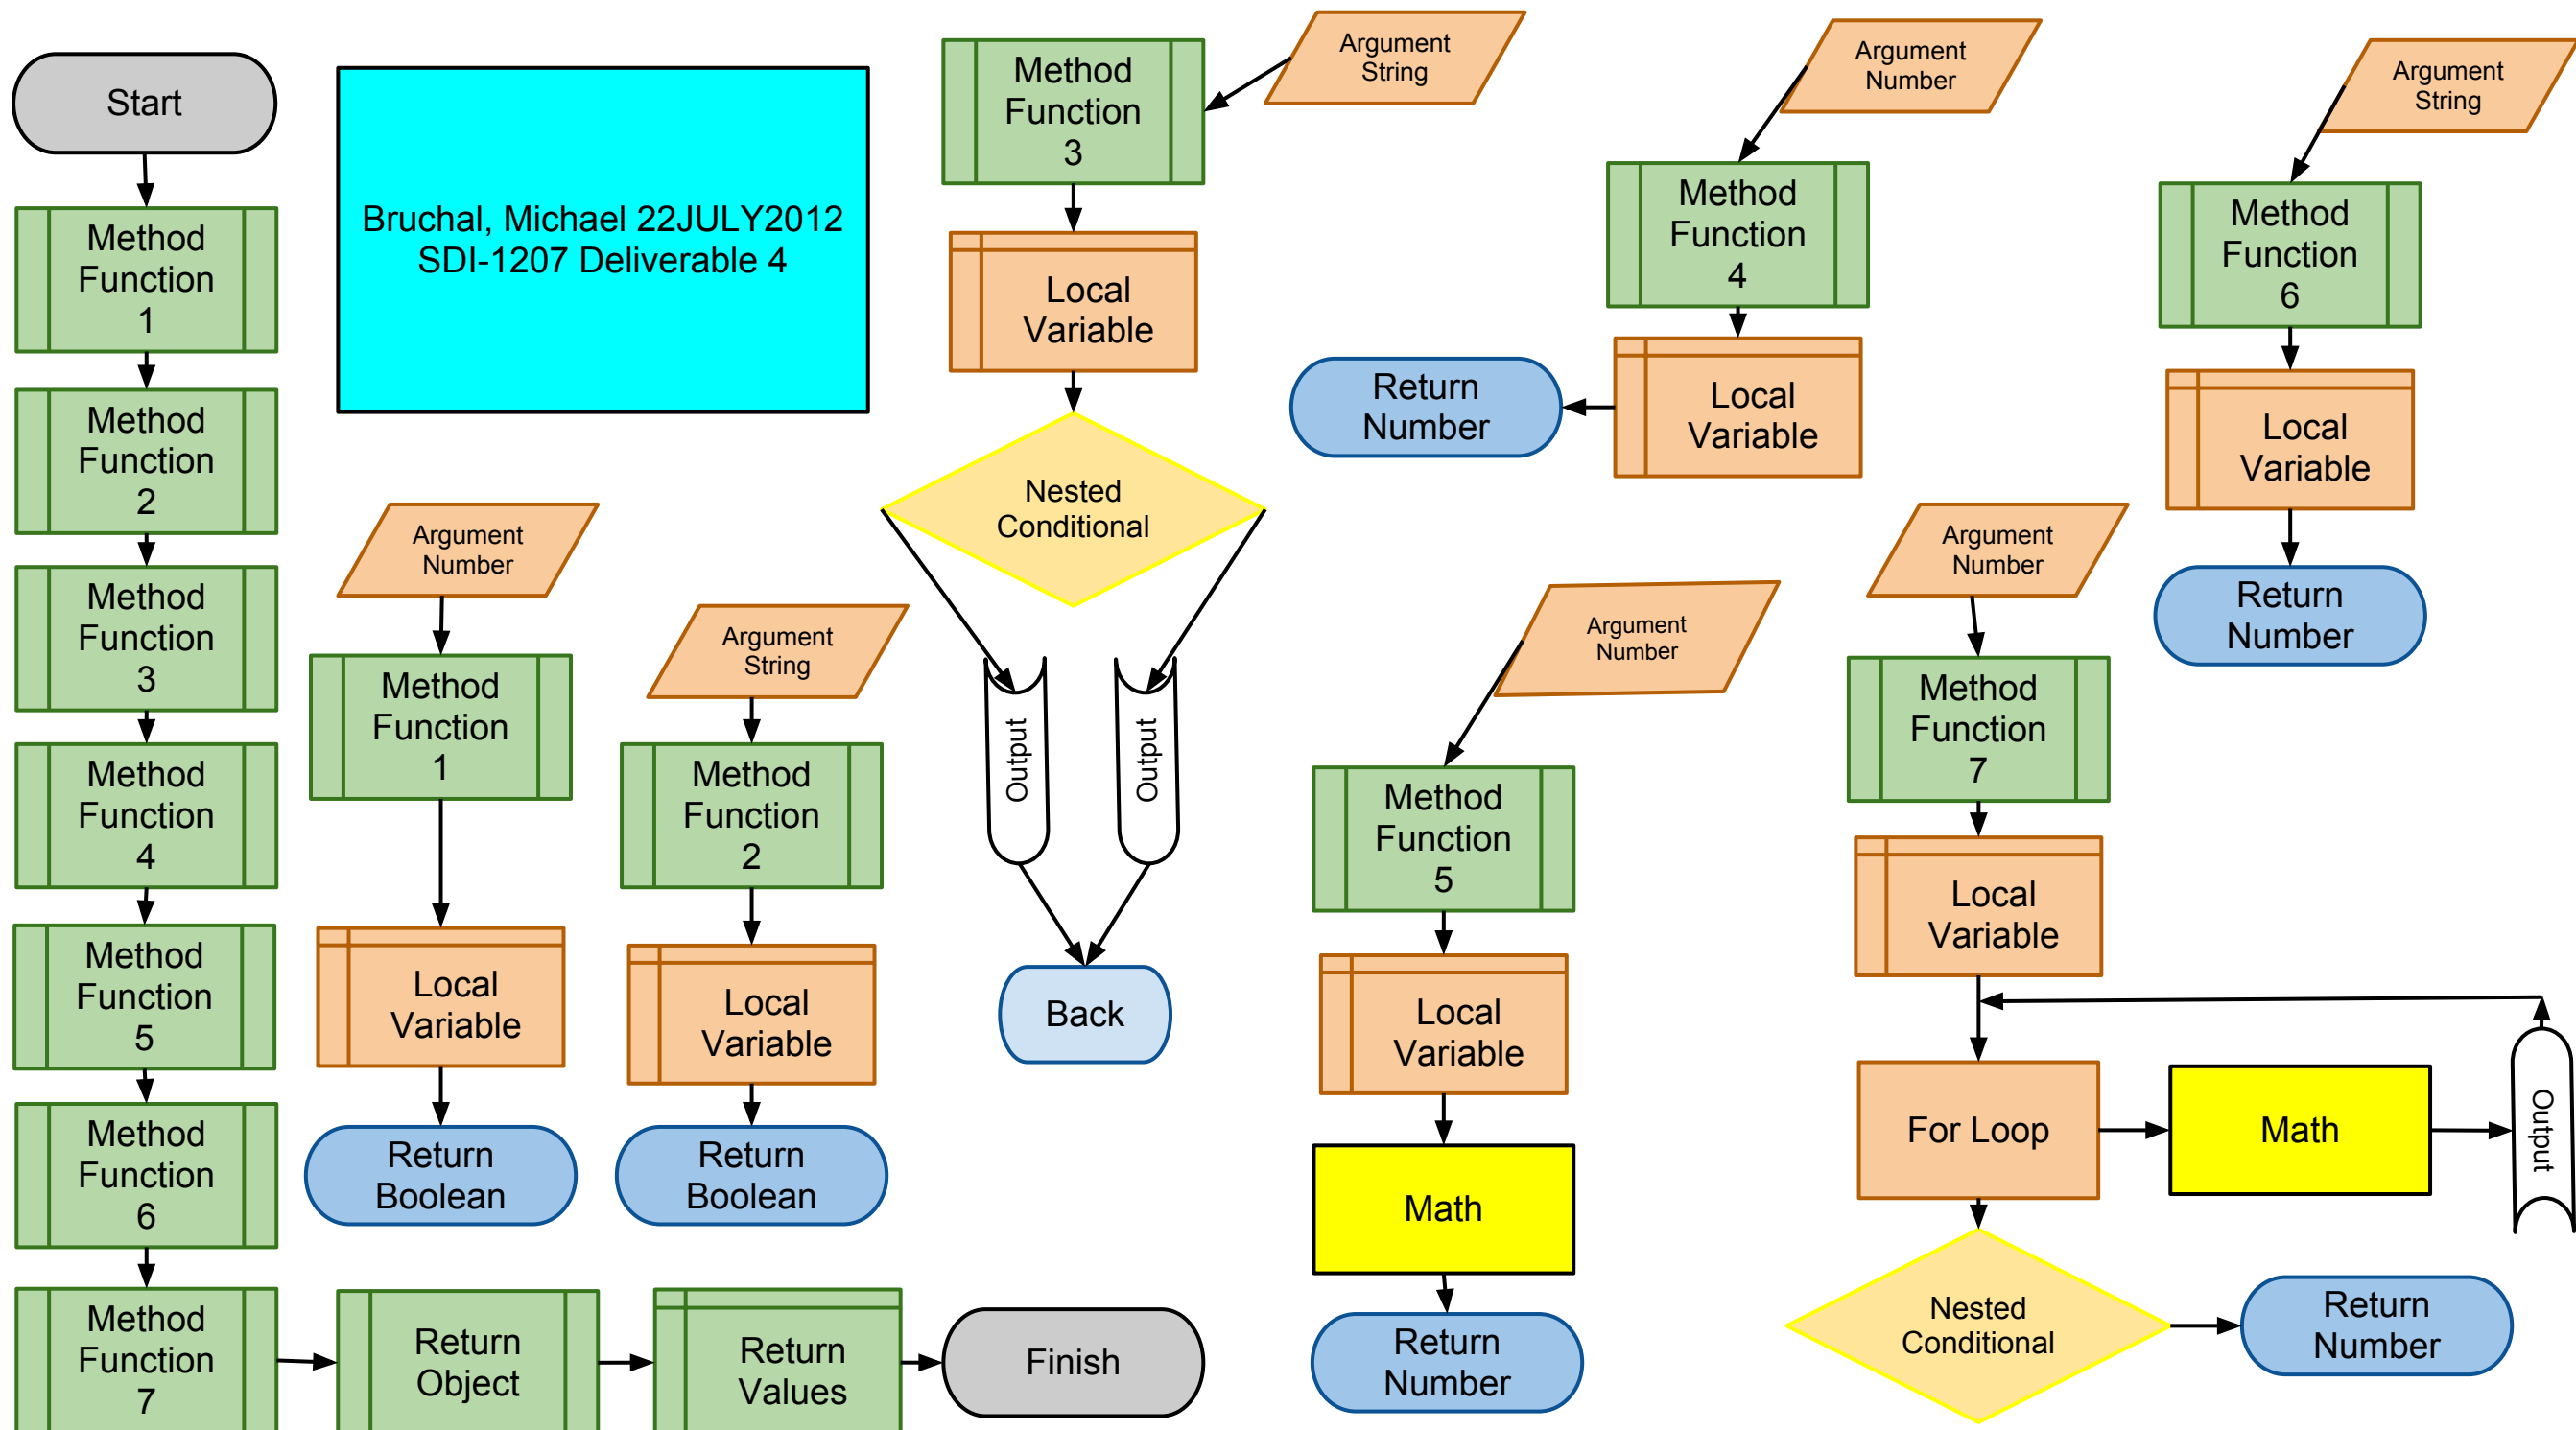 Start
Method
Function
1
Method
Function
2
Method
Function
3
Method
Function
4
Method
Function
5
Method
Function
6
Method
Function
7
Return
Object
Return
Values
Finish
Bruchal, Michael 22JULY2012
SDI-1207 Deliverable 4
Argument
Number
Method
Function
1
Local
Variable
Return
Boolean
Argument
String
Method
Function
2
Local
Variable
Return
Boolean
Argument
String
Method
Function
3
Local
Variable
Nested
Conditional
Output
Output
Back
Argument
Number
Method
Function
4
Local
Variable
Return
Number
Argument
Number
Method
Function
5
Local
Variable
Math
Return
Number
Argument
String
Method
Function
6
Local
Variable
Return
Number
Argument
Number
Method
Function
7
Local
Variable
For Loop
Math
Output
Nested
Conditional
Return
Number